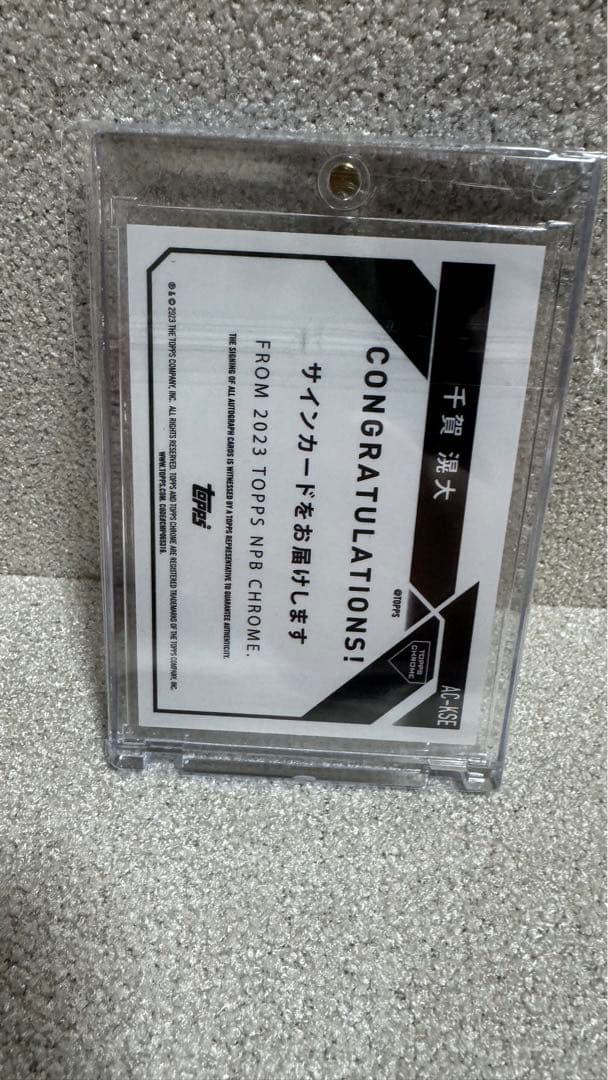 千賀 滉大
AC-KSE
@TOPPS
TOPPS
CHROME
CONGRATULATIONS!
サインカードをお届けします
FROM 2023 TOPPS NPB CHROME.
THE SIGNING OF ALL AUTOGRAPH CARDS IS WITNESSED BY A TOPPS REPRESENTATIVE TO GUARANTEE AUTHENTICITY.
topps
® & © 2023 THE TOPPS COMPANY, INC. ALL RIGHTS RESERVED. TOPPS AND TOPPS CHROME ARE REGISTERED TRADEMARKS OF THE TOPPS COMPANY, INC.
WWW.TOPPS.COM.